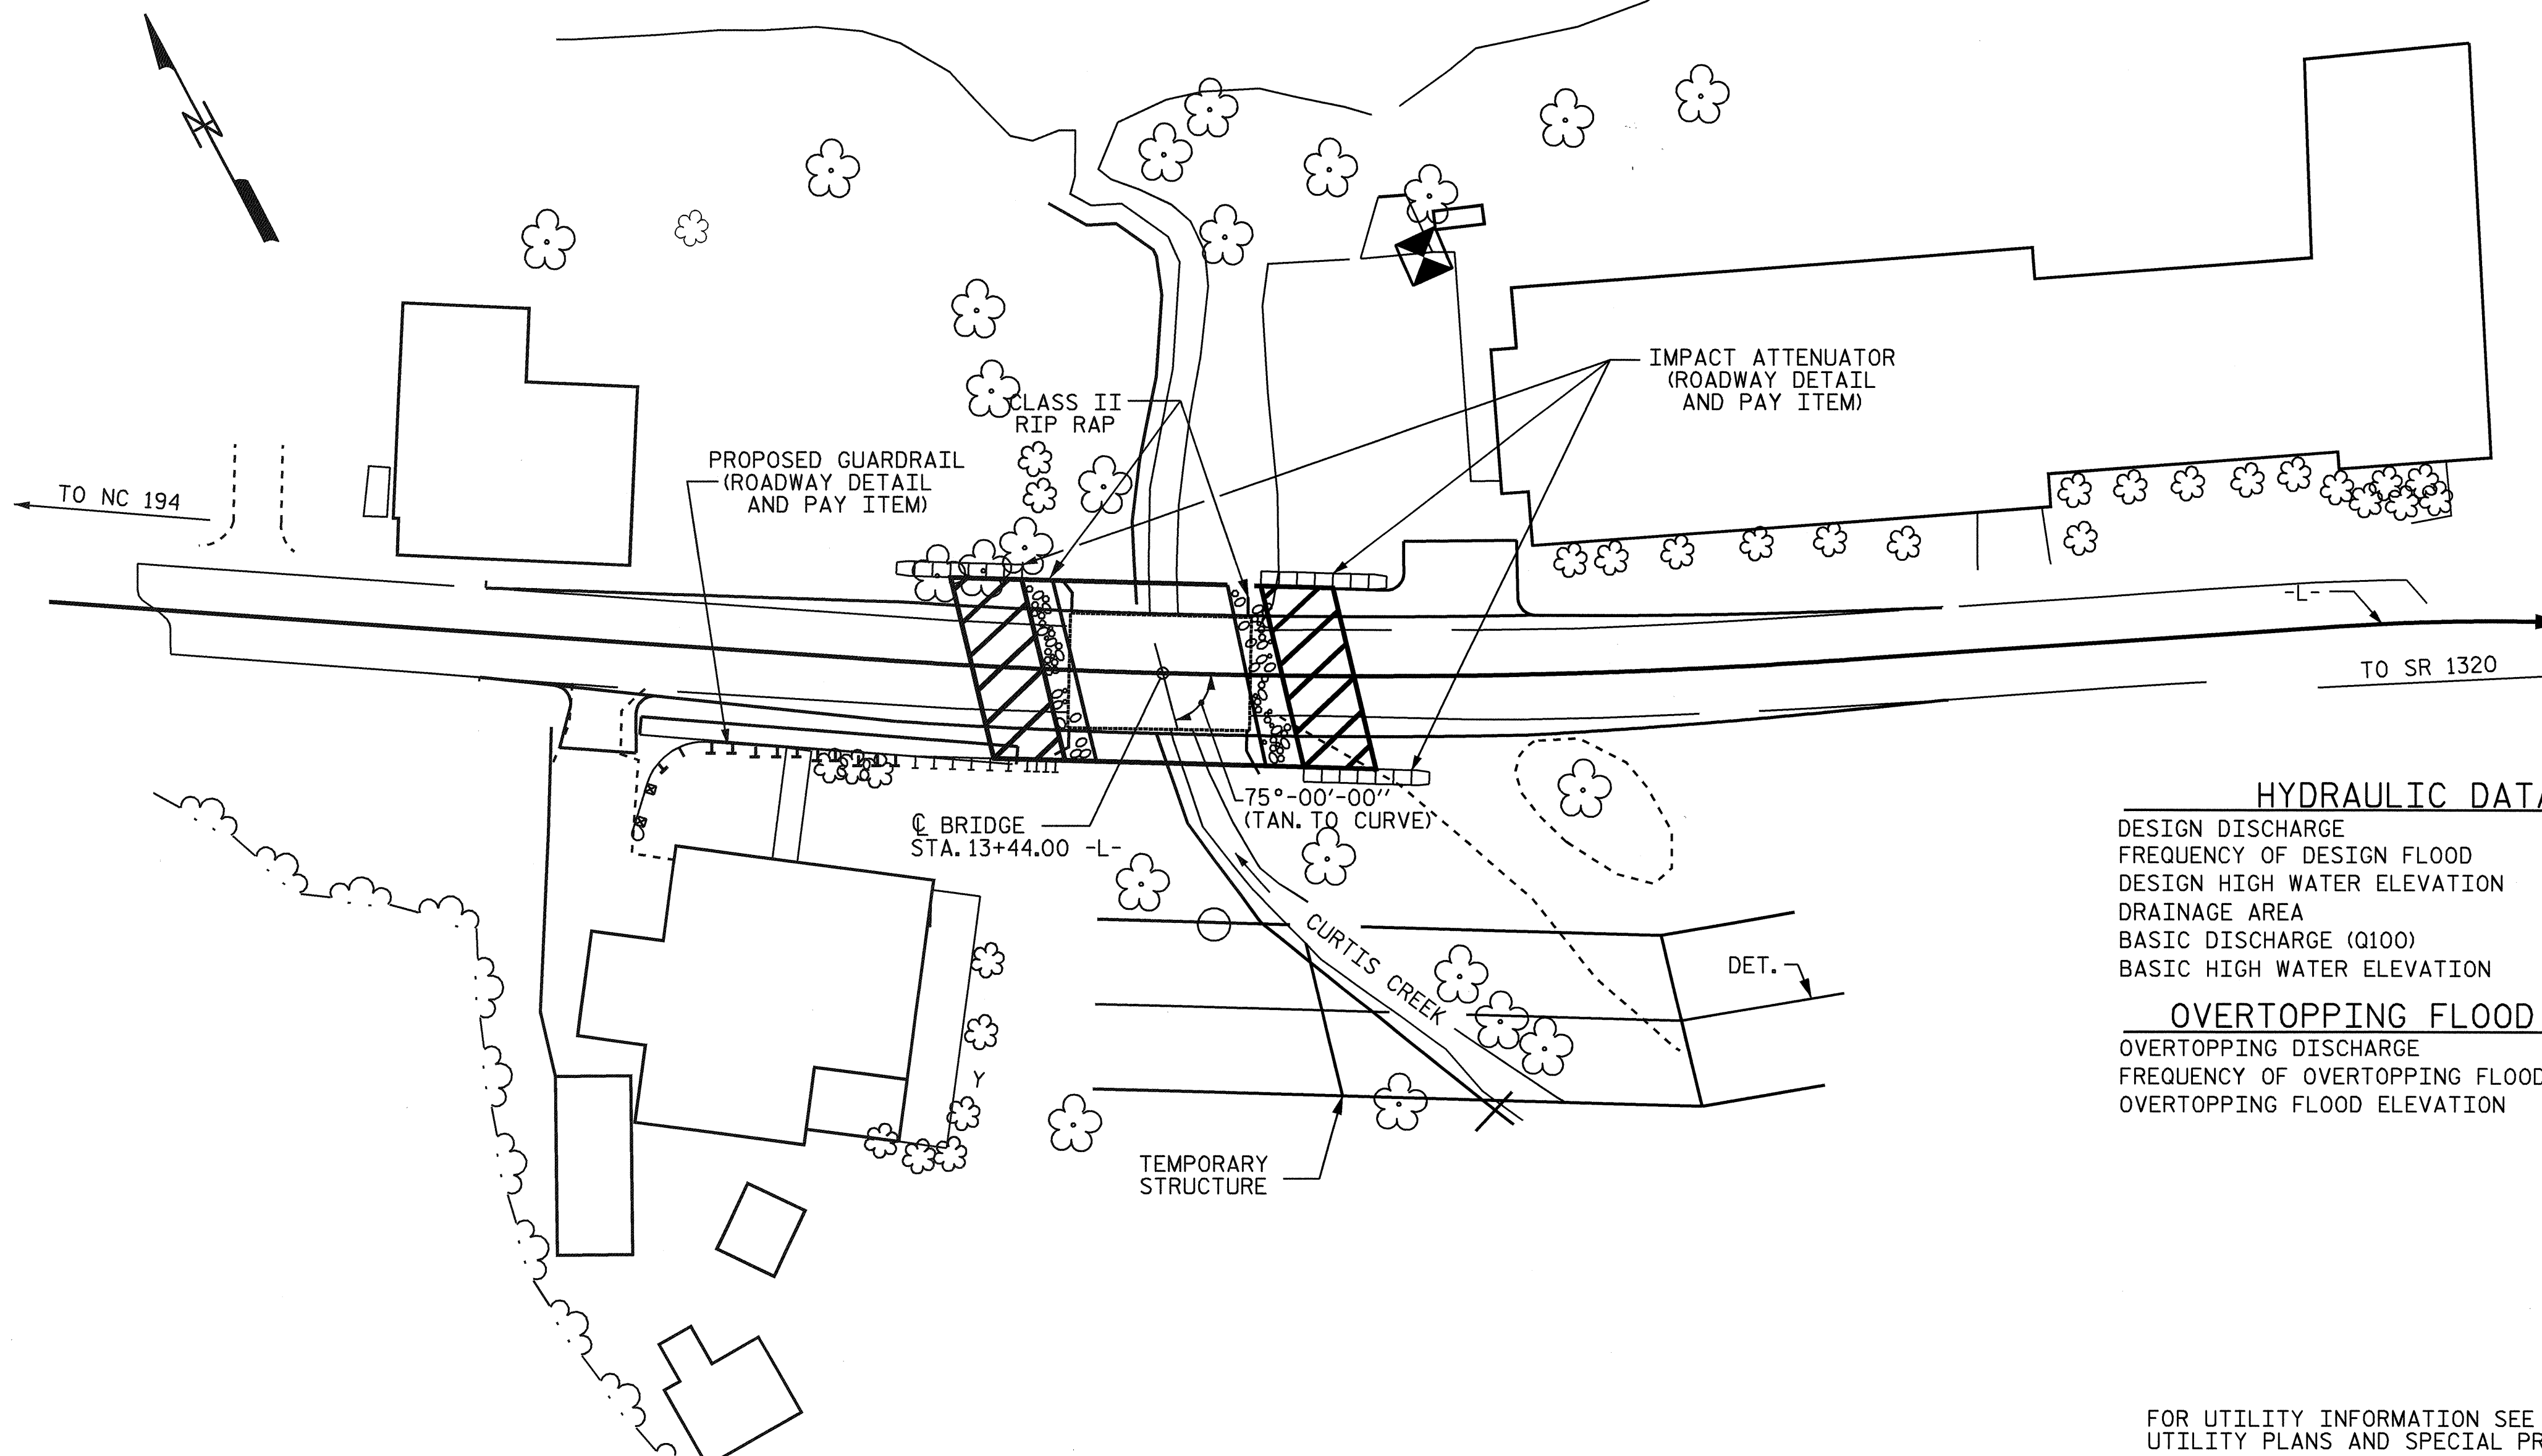 N
IMPACT ATTENUATOR
(ROADWAY DETAIL
AND PAY ITEM)
CLASS II
RIP RAP
PROPOSED GUARDRAIL
(ROADWAY DETAIL
AND PAY ITEM)
TO NC 194
-L-
TO SR 1320
75°-00'-00"
(TAN. TO CURVE)
℄ BRIDGE
STA. 13+44.00 -L-
HYDRAULIC DATA
DESIGN DISCHARGE
FREQUENCY OF DESIGN FLOOD
DESIGN HIGH WATER ELEVATION
DRAINAGE AREA
BASIC DISCHARGE (Q100)
BASIC HIGH WATER ELEVATION
CURTIS CREEK
DET.
OVERTOPPING FLOOD
OVERTOPPING DISCHARGE
FREQUENCY OF OVERTOPPING FLOOD
OVERTOPPING FLOOD ELEVATION
Y
TEMPORARY
STRUCTURE
FOR UTILITY INFORMATION SEE
UTILITY PLANS AND SPECIAL PR